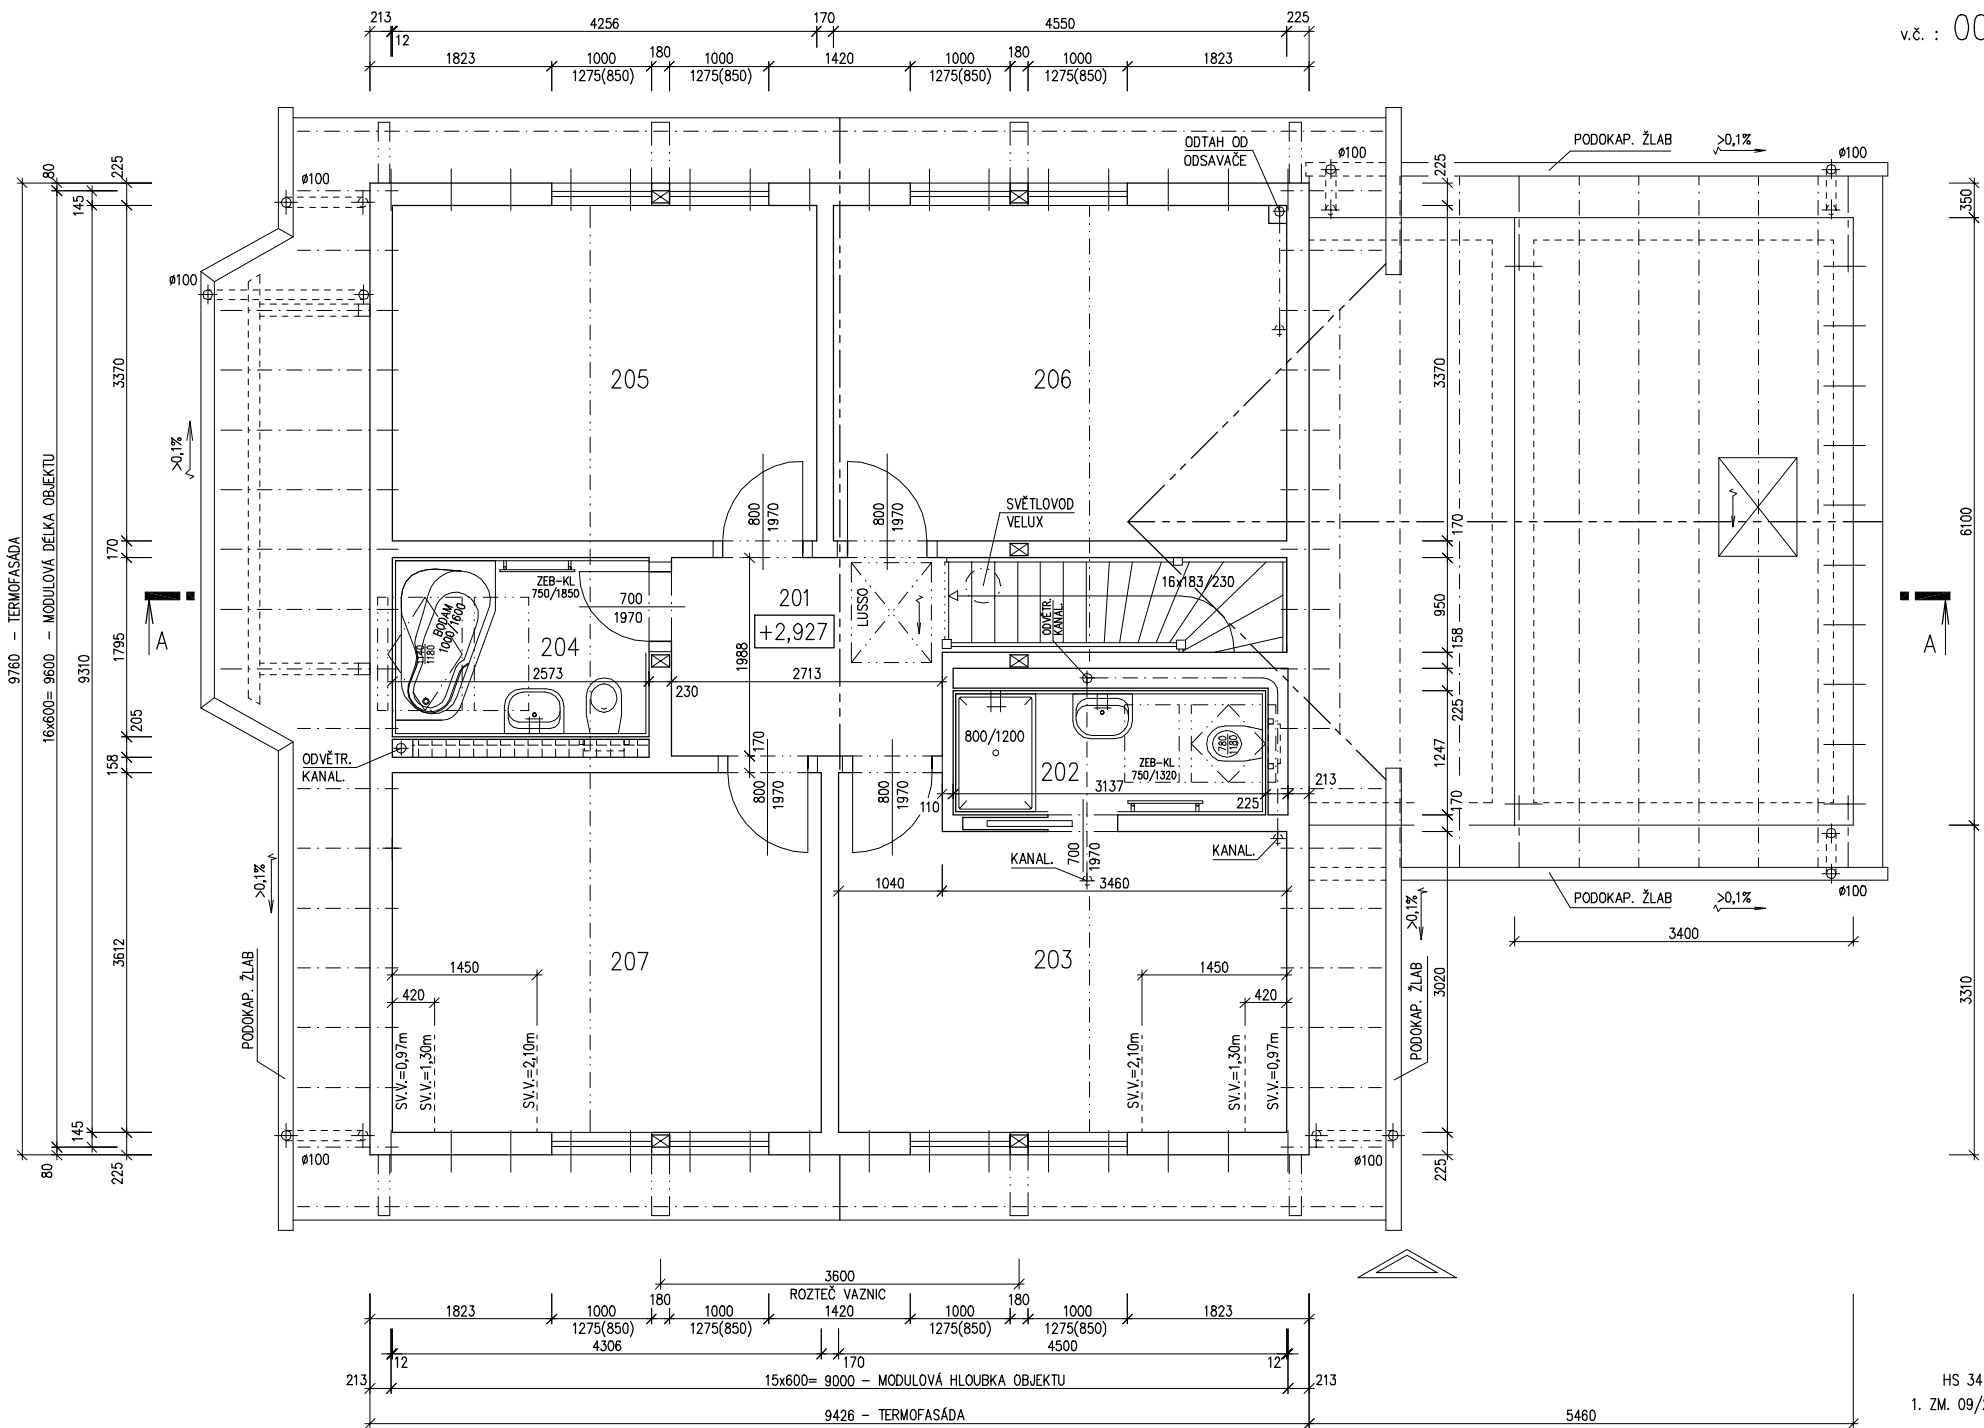 v.č. : 00
213
4256
170
4550
225
12
1823
1000
1275(850)
180
1000
1275(850)
1420
1000
1275(850)
180
1000
1275(850)
1823
ODTAH OD
ODSAVAČE
ø100
PODOKAP. ŽLAB
>0,1%
ø100
ø100
ø100
9760 – TERMOFASÁDA
80
16x600= 9600 – MODULOVÁ DÉLKA OBJEKTU
80
145
9310
145
225
3370
170
1795
205
158
3612
225
>0,1%
A
205
206
800
1970
800
1970
SVĚTLOVOD
VELUX
225
3370
170
950
158
225
1247
170
3020
225
350
6100
3310
A
ZEB-KL
750/1850
BODAM
1000/1600
1140
1180
700
1970
204
2573
230
201
+2,927
1988
LUSSO
2713
16x183/230
ODVĚTR.
KANAL.
ODVĚTR.
KANAL.
800/1200
202
ZEB-KL
750/1320
780
1180
3137
110
225
213
170
800
1970
800
1970
KANAL.
700
1970
KANAL.
1040
3460
>0,1%
PODOKAP. ŽLAB
207
203
1450
420
SV.V.=0,97m
SV.V.=1,30m
SV.V.=2,10m
1450
420
SV.V.=2,10m
SV.V.=1,30m
SV.V.=0,97m
>0,1%
PODOKAP. ŽLAB
PODOKAP. ŽLAB
>0,1%
ø100
3400
ø100
ø100
3600
ROZTEČ VAZNIC
1823
1000
1275(850)
180
1000
1275(850)
1420
1000
1275(850)
180
1000
1275(850)
1823
12
4306
170
4500
12
213
15x600= 9000 – MODULOVÁ HLOUBKA OBJEKTU
213
9426 – TERMOFASÁDA
5460
HS 34
1. ZM. 09/